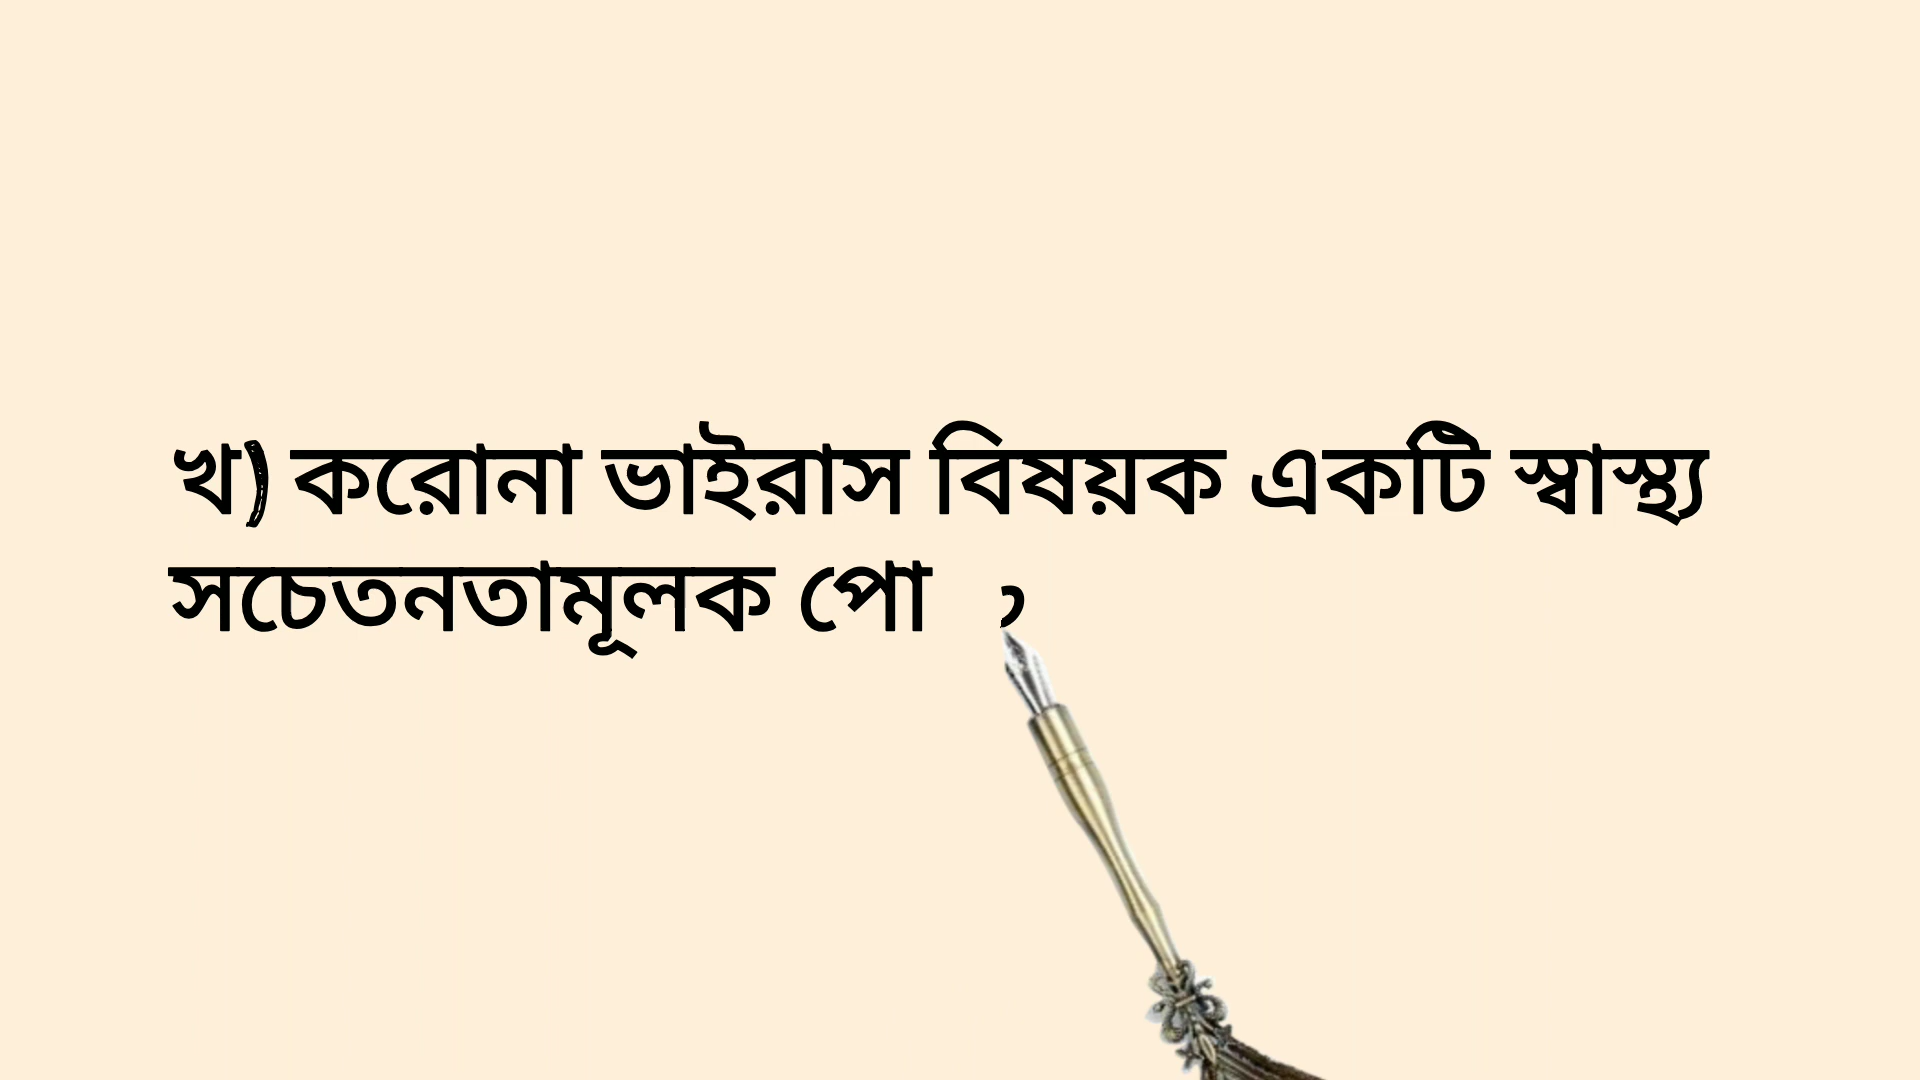 খ) করোনা ভাইরাস বিষয়ক একটি স্বাস্থ্য
সচেতনতামূলক পো